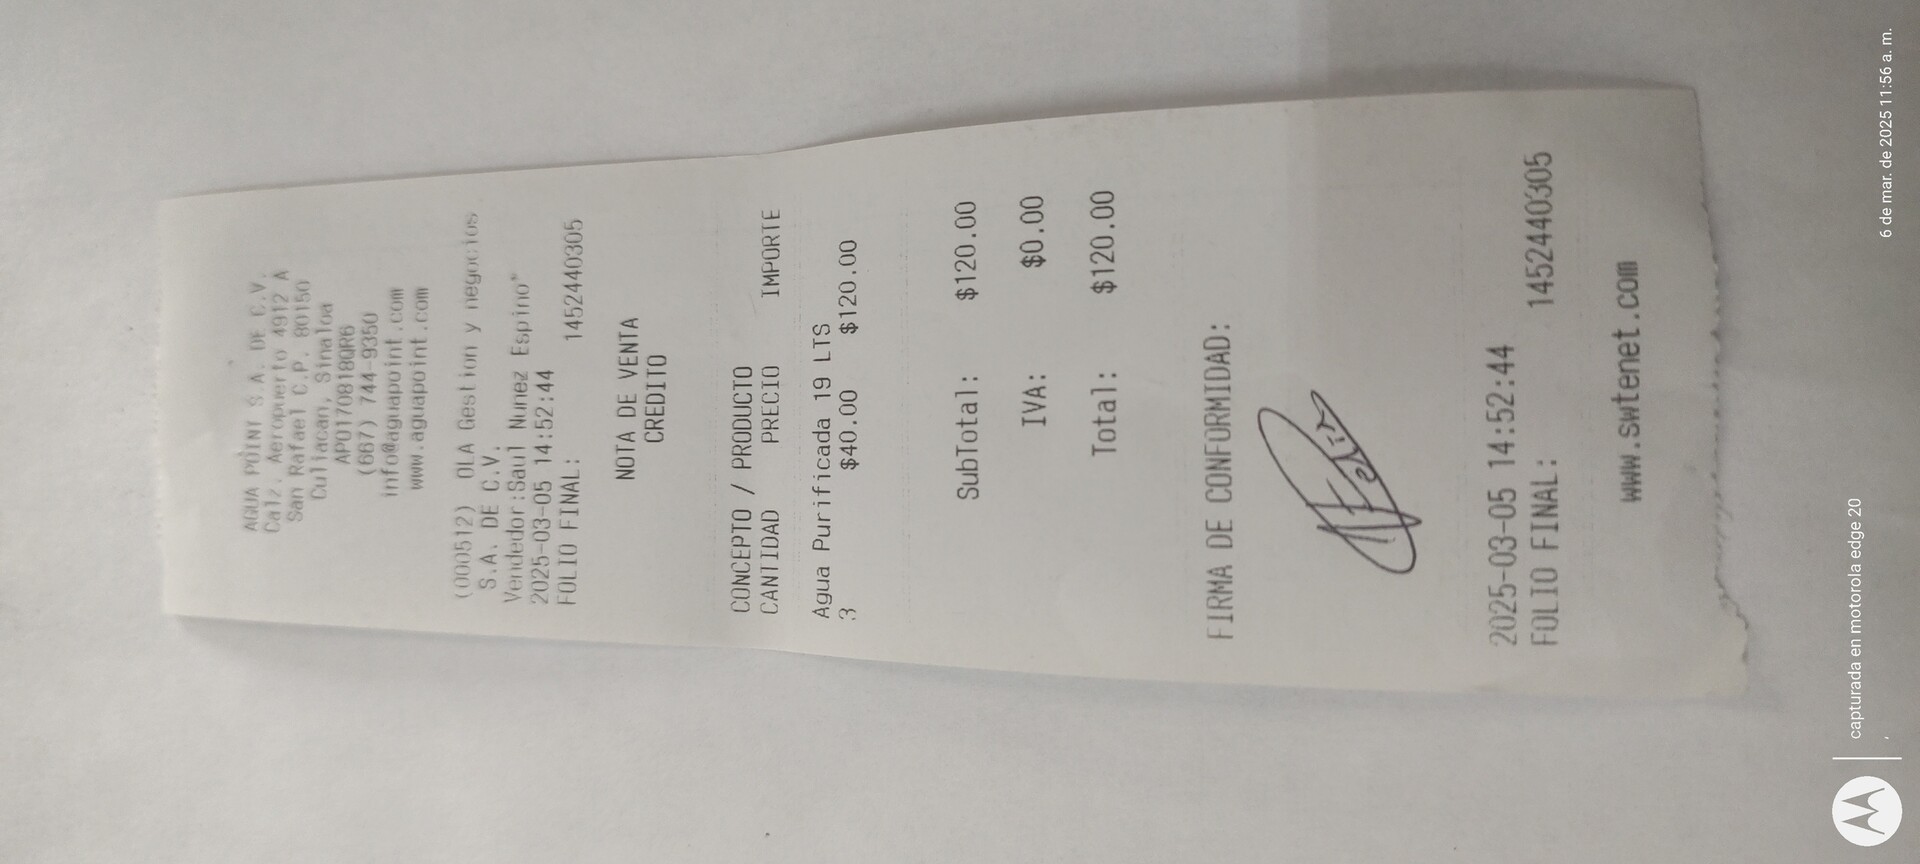 AGUA POINT S.A. DE C.V.
Calz. Aeropuerto 4912 A
San Rafael C.P. 80150
Culiacan, Sinaloa
APO170818QR6
(667) 744-9350
info@aguapoint.com
www.aguapoint.com
(000512) OLA Gestion y negocios,
S.A. DE C.V.
Vendedor:Saul Nunez Espino"
2025-03-05 14:52:44
FOLIO FINAL: 1452440305
NOTA DE VENTA
CREDITO
CONCEPTO / PRODUCTO
CANTIDAD PRECIO IMPORTE
Agua Purificada 19 LTS
3 $40.00 $120.00
SubTotal: $120.00
IVA: $0.00
Total: $120.00
FIRMA DE CONFORMIDAD:
2025-03-05 14:52:44
FOLIO FINAL: 1452440305
www.swtenet.com
capturada en motorola edge 20
6 de mar. de 2025 11:56 a. m.